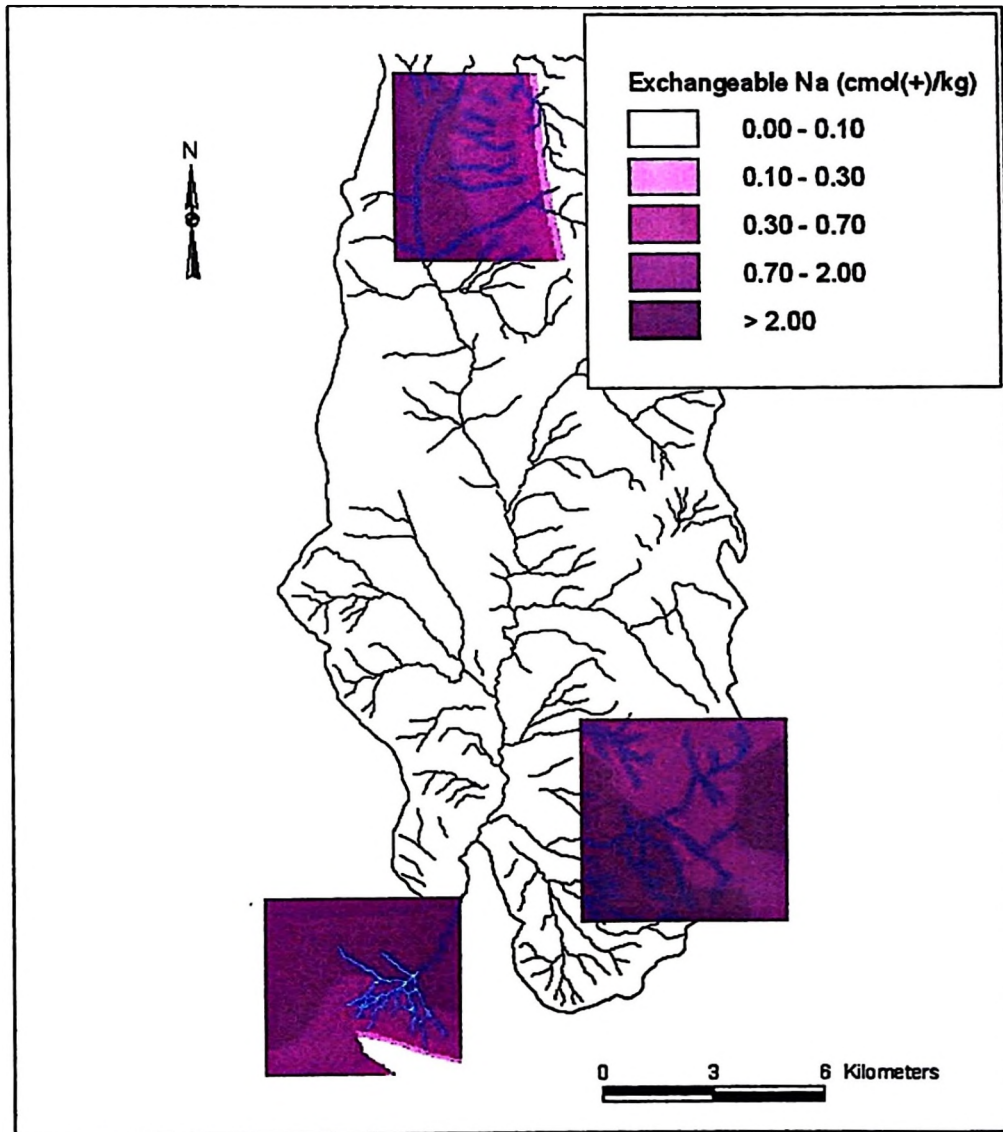 Exchangeable Na (cmol(+)/kg)
0.00 - 0.10
0.10 - 0.30
0.30 - 0.70
0.70 - 2.00
> 2.00
N
0 3 6 Kilometers